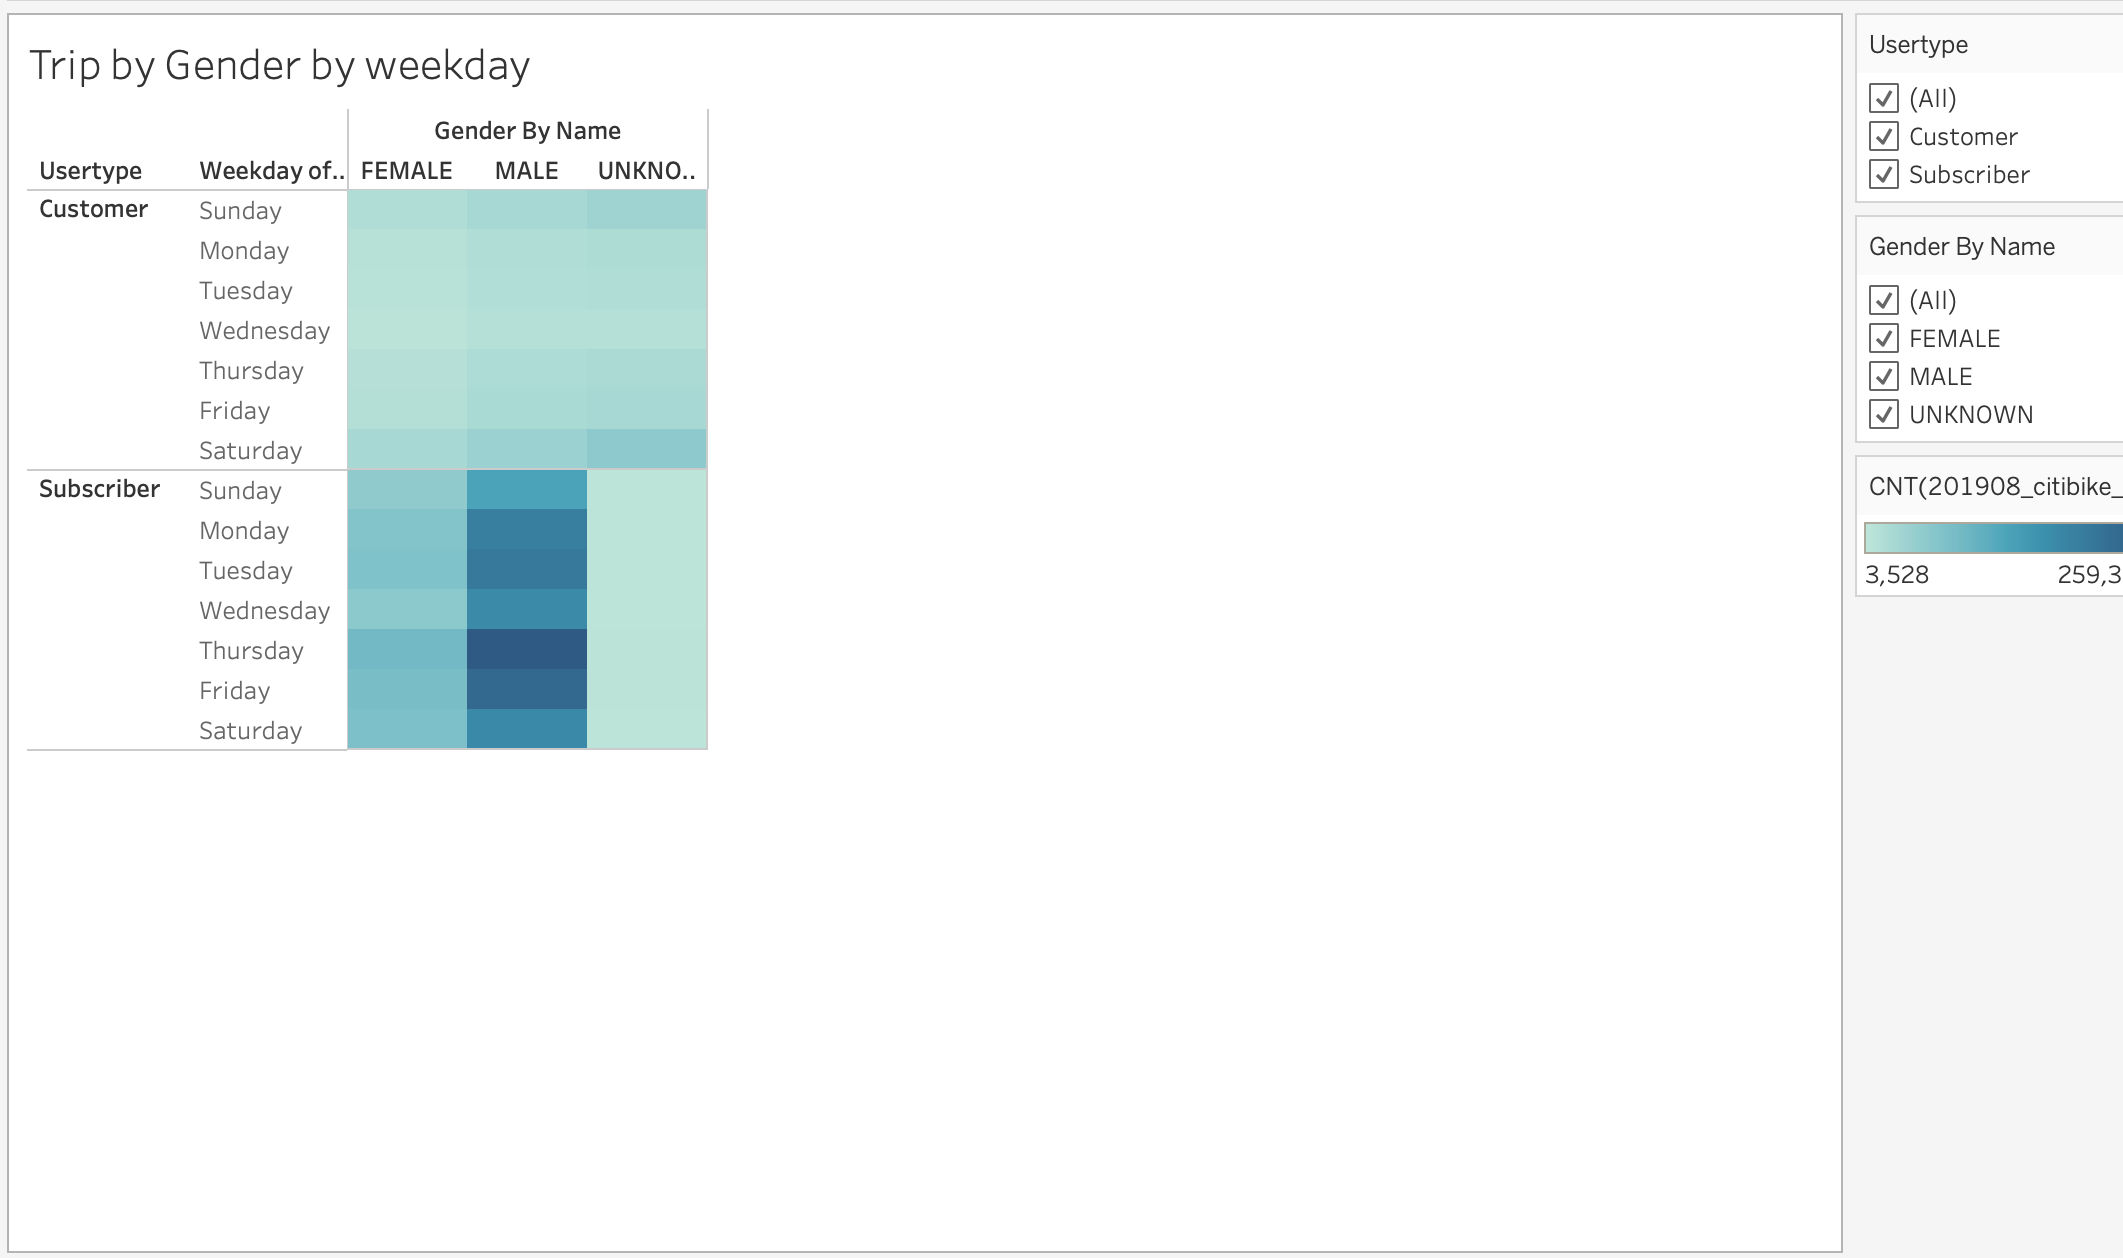 Trip by Gender by weekday
Gender By Name
Usertype Weekday of.. FEMALE MALE UNKNO..
Customer Sunday
Monday
Tuesday
Wednesday
Thursday
Friday
Saturday
Subscriber Sunday
Monday
Tuesday
Wednesday
Thursday
Friday
Saturday
Usertype
(All)
Customer
Subscriber
Gender By Name
(All)
FEMALE
MALE
UNKNOWN
CNT(201908_citibike_
3,528 259,3